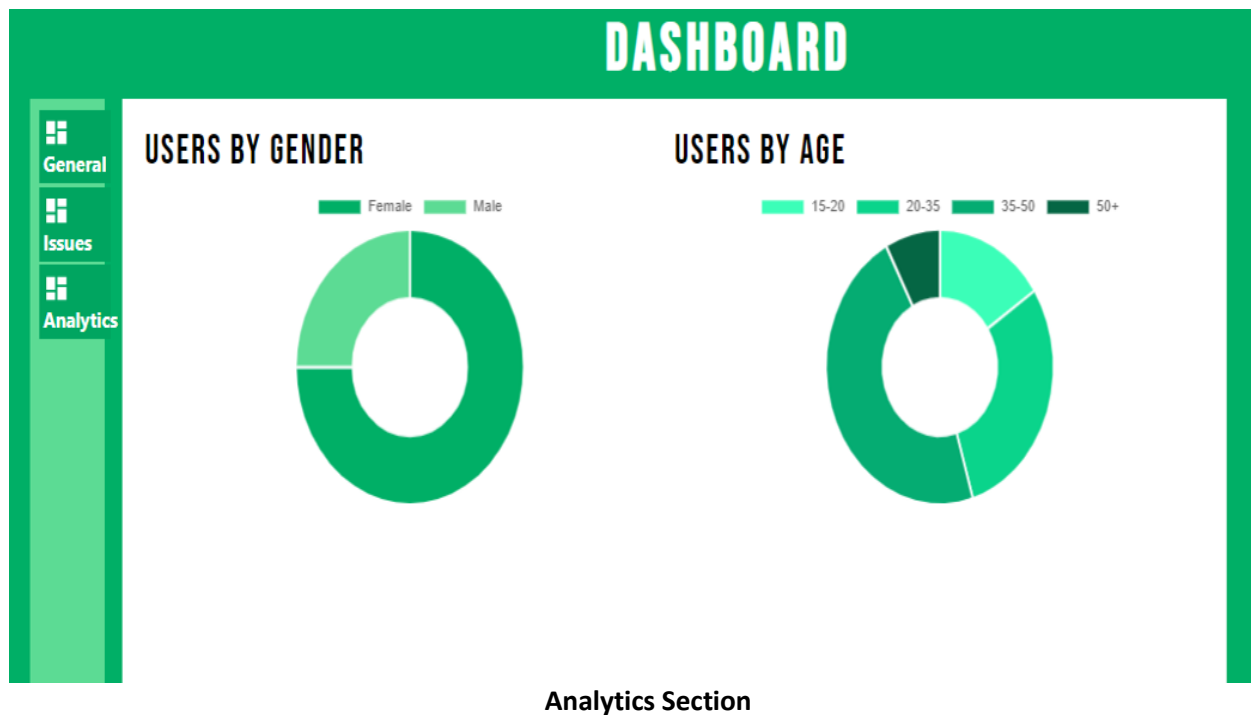 DASHBOARD
General
Issues
Analytics
USERS BY GENDER
Female Male
USERS BY AGE
15-20 20-35 35-50 50+
Analytics Section